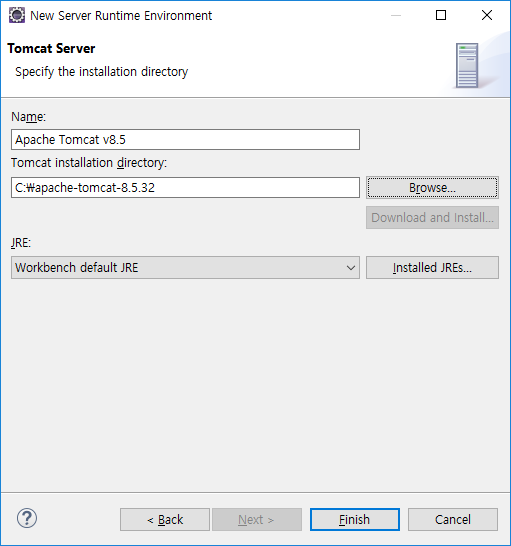 New Server Runtime Environment
Tomcat Server
Specify the installation directory
Name:
Apache Tomcat v8.5
Tomcat installation directory:
C:₩apache-tomcat-8.5.32
Browse...
Download and Install...
JRE:
Workbench default JRE
Installed JREs...
?
< Back
Next >
Finish
Cancel